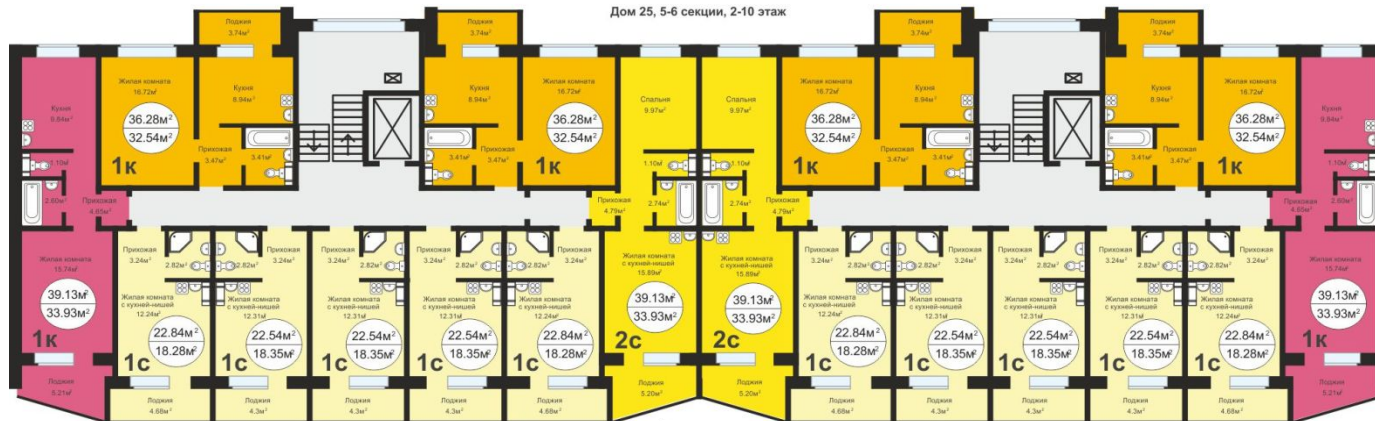 Дом 25, 5-6 секции, 2-10 этаж
Лоджия
3.74м²
Лоджия
3.74м²
Лоджия
3.74м²
Лоджия
3.74м²
Кухня
9.84м²
Жилая комната
16.72м²
36.28м²
32.54м²
1к
Кухня
8.94м²
Прихожая
3.47м²
3.41м²
1.10м²
2.60м²
Прихожая
4.65м²
Кухня
8.94м²
3.41м²
Прихожая
3.47м²
Жилая комната
16.72м²
36.28м²
32.54м²
1к
Спальня
9.97м²
1.10м²
2.74м²
Прихожая
4.79м²
Спальня
9.97м²
1.10м²
2.74м²
Прихожая
4.79м²
Жилая комната
16.72м²
36.28м²
32.54м²
1к
Кухня
8.94м²
Прихожая
3.47м²
3.41м²
Кухня
8.94м²
3.41м²
Прихожая
3.47м²
Жилая комната
16.72м²
36.28м²
32.54м²
1к
Кухня
9.84м²
1.10м²
2.60м²
Прихожая
4.65м²
Жилая комната
15.74м²
39.13м²
33.93м²
1к
Лоджия
5.21м²
Прихожая
3.24м²
2.82м²
Жилая комната
с кухней-нишей
12.24м²
22.84м²
18.28м²
1с
Лоджия
4.68м²
Прихожая
3.24м²
2.82м²
Жилая комната
с кухней-нишей
12.31м²
22.54м²
18.35м²
1с
Лоджия
4.3м²
Прихожая
3.24м²
2.82м²
Жилая комната
с кухней-нишей
12.31м²
22.54м²
18.35м²
1с
Лоджия
4.3м²
Прихожая
3.24м²
2.82м²
Жилая комната
с кухней-нишей
12.31м²
22.54м²
18.35м²
1с
Лоджия
4.3м²
Прихожая
3.24м²
2.82м²
Жилая комната
с кухней-нишей
12.24м²
22.84м²
18.28м²
1с
Лоджия
4.68м²
Жилая комната
с кухней-нишей
15.89м²
39.13м²
33.93м²
2с
Лоджия
5.20м²
Жилая комната
с кухней-нишей
15.89м²
39.13м²
33.93м²
2с
Лоджия
5.20м²
Прихожая
3.24м²
2.82м²
Жилая комната
с кухней-нишей
12.24м²
22.84м²
18.28м²
1с
Лоджия
4.68м²
Прихожая
3.24м²
2.82м²
Жилая комната
с кухней-нишей
12.31м²
22.54м²
18.35м²
1с
Лоджия
4.3м²
Прихожая
3.24м²
2.82м²
Жилая комната
с кухней-нишей
12.31м²
22.54м²
18.35м²
1с
Лоджия
4.3м²
Прихожая
3.24м²
2.82м²
Жилая комната
с кухней-нишей
12.31м²
22.54м²
18.35м²
1с
Лоджия
4.3м²
Прихожая
3.24м²
2.82м²
Жилая комната
с кухней-нишей
12.24м²
22.84м²
18.28м²
1с
Лоджия
4.68м²
Жилая комната
15.74м²
39.13м²
33.93м²
1к
Лоджия
5.21м²